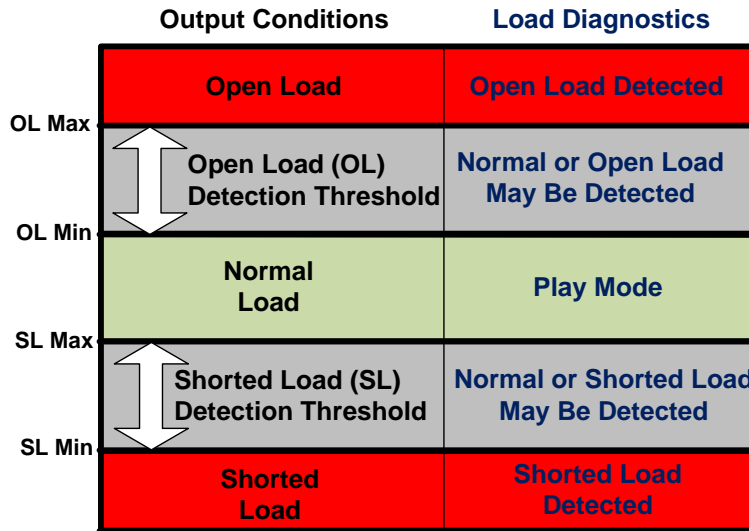 Output Conditions Load Diagnostics
Open Load Open Load Detected
OL Max
Open Load (OL) Normal or Open Load
Detection Threshold May Be Detected
OL Min
Normal
Load Play Mode
SL Max
Shorted Load (SL) Normal or Shorted Load
Detection Threshold May Be Detected
SL Min
Shorted Shorted Load
Load Detected